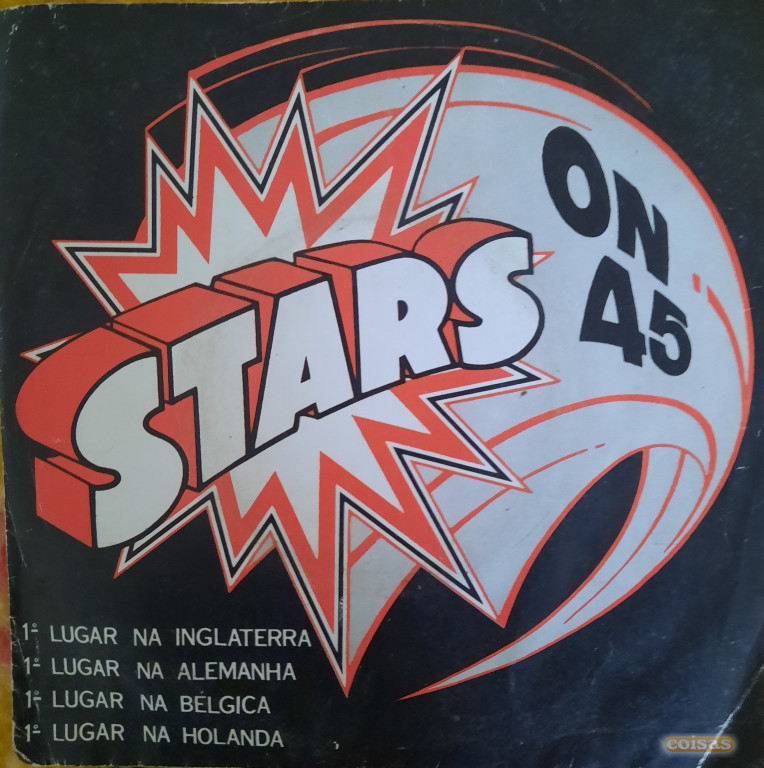 STARS
ON
45
1º LUGAR NA INGLATERRA
1º LUGAR NA ALEMANHA
1º LUGAR NA BÉLGICA
1º LUGAR NA HOLANDA
coisas